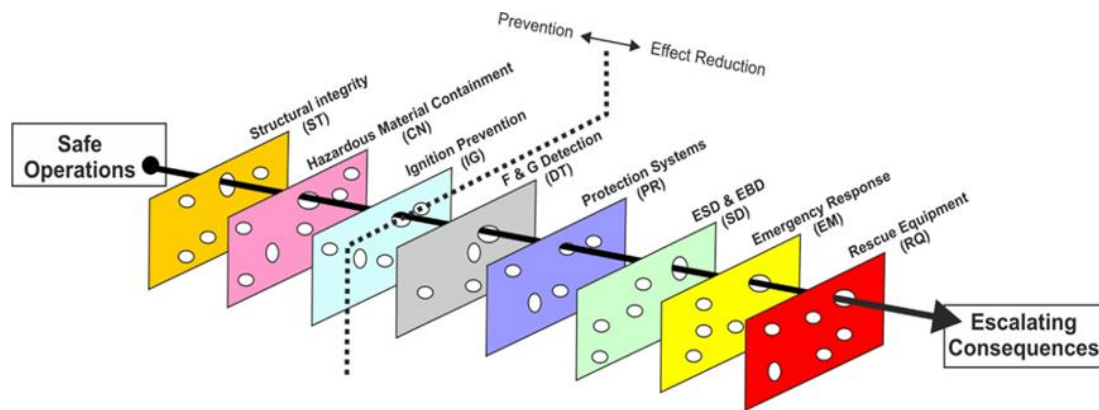 Prevention
Effect Reduction
Safe
Operations
Structural integrity
(ST)
Hazardous Material Containment
(CN)
Ignition Prevention
(IG)
F & G Detection
(DT)
Protection Systems
(PR)
ESD & EBD
(SD)
Emergency Response
(EM)
Rescue Equipment
(RQ)
Escalating
Consequences